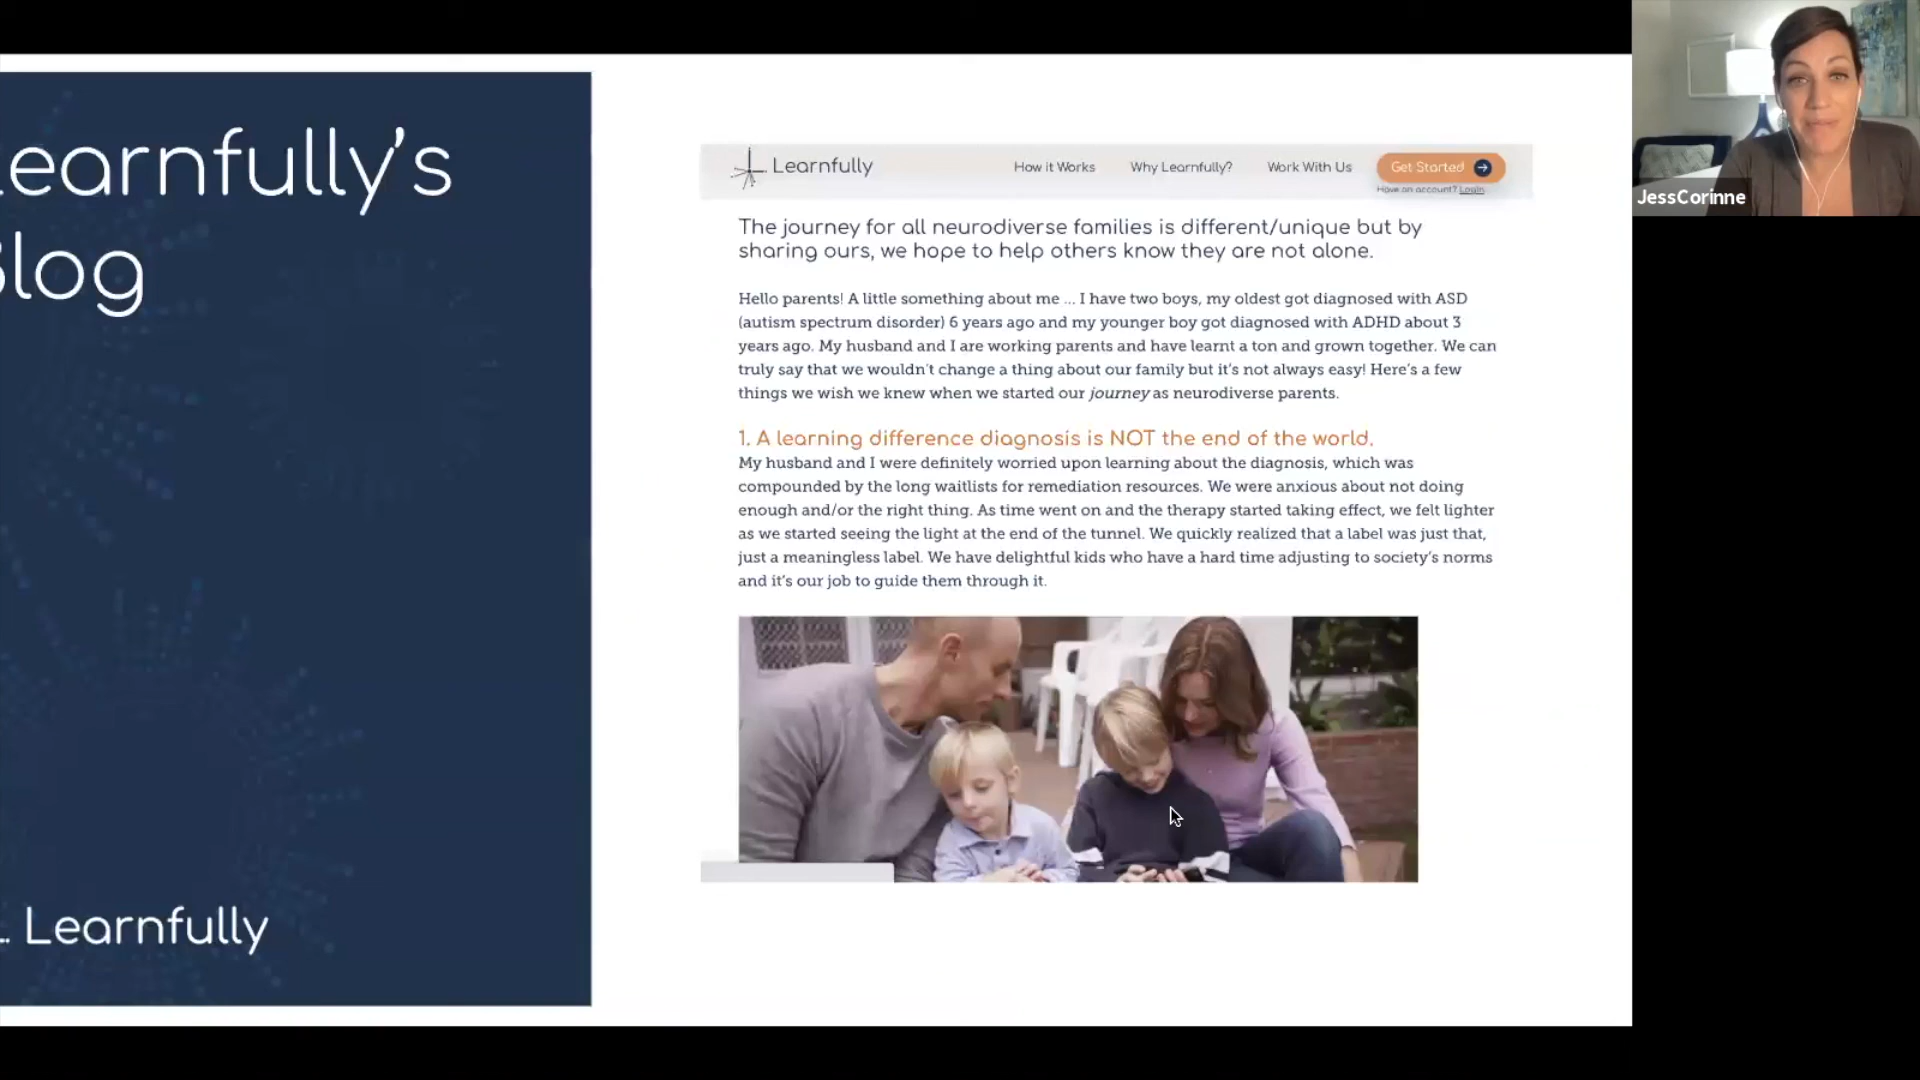 earnfully's
log
Learnfully
Learnfully
How it Works
Why Learnfully?
Work With Us
Get Started
Have an account? Login
The journey for all neurodiverse families is different/unique but by
sharing ours, we hope to help others know they are not alone.
Hello parents! A little something about me ... I have two boys, my oldest got diagnosed with ASD
(autism spectrum disorder) 6 years ago and my younger boy got diagnosed with ADHD about 3
years ago. My husband and I are working parents and have learnt a ton and grown together. We can
truly say that we wouldn't change a thing about our family but it's not always easy! Here's a few
things we wish we knew when we started our journey as neurodiverse parents.
1. A learning difference diagnosis is NOT the end of the world.
My husband and I were definitely worried upon learning about the diagnosis, which was
compounded by the long waitlists for remediation resources. We were anxious about not doing
enough and/or the right thing. As time went on and the therapy started taking effect, we felt lighter
as we started seeing the light at the end of the tunnel. We quickly realized that a label was just that,
just a meaningless label. We have delightful kids who have a hard time adjusting to society's norms
and it's our job to guide them through it.
JessCorinne